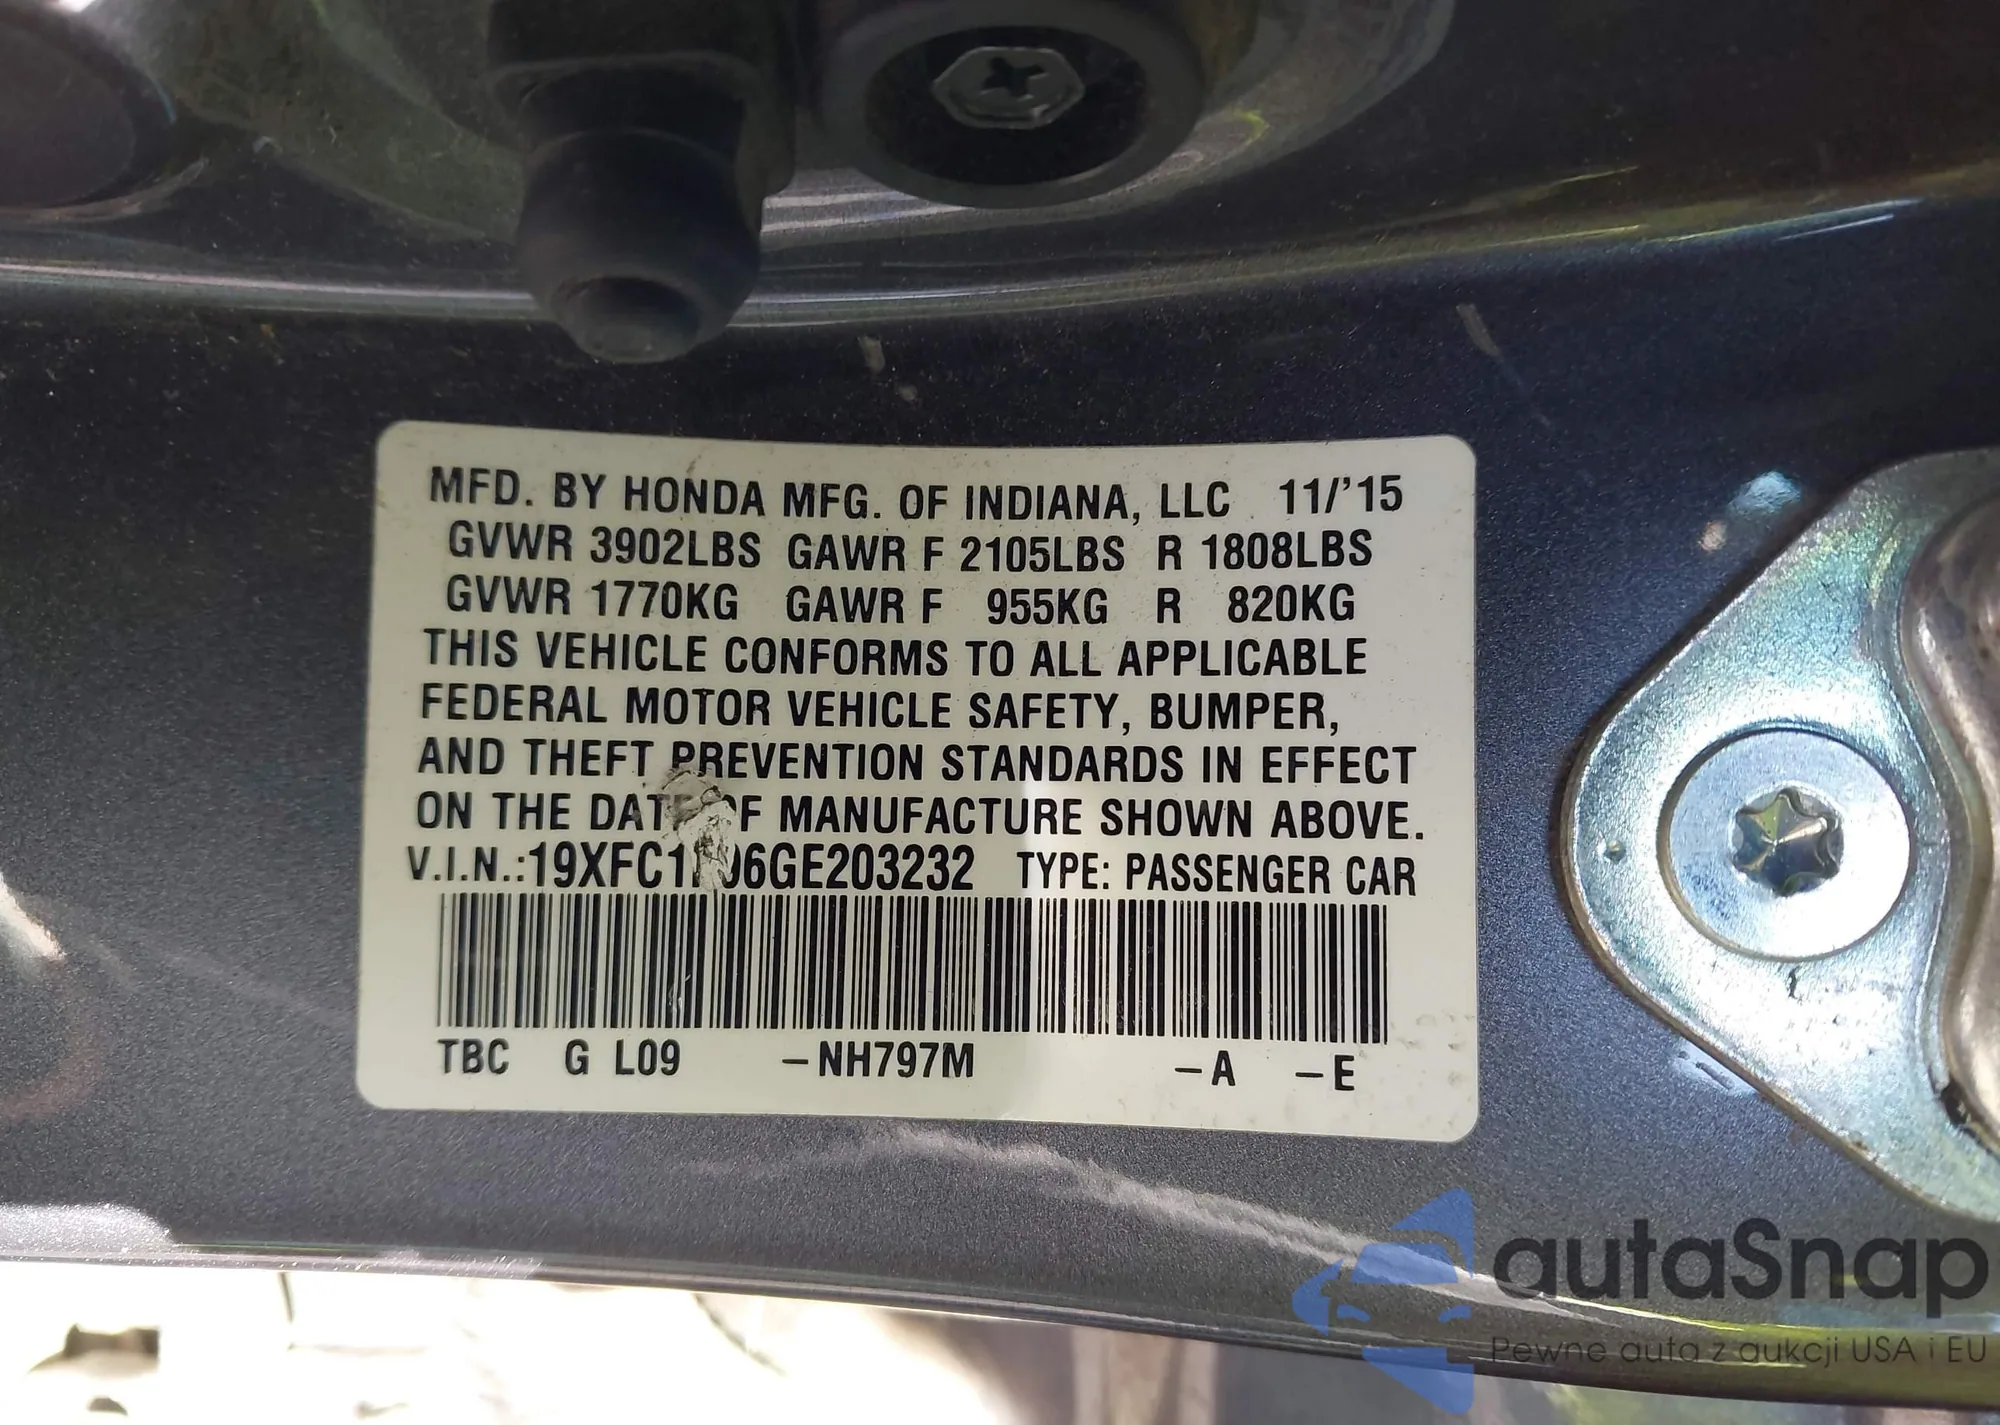 MFD. BY HONDA MFG. OF INDIANA, LLC 11/'15
GVWR 3902LBS GAWR F 2105LBS R 1808LBS
GVWR 1770KG GAWR F 955KG R 820KG
THIS VEHICLE CONFORMS TO ALL APPLICABLE
FEDERAL MOTOR VEHICLE SAFETY, BUMPER,
AND THEFT PREVENTION STANDARDS IN EFFECT
ON THE DATE OF MANUFACTURE SHOWN ABOVE.
V.I.N.: TYPE: PASSENGER CAR
TBC G L09 -NH797M -A -E
autaSnap
Pewne auta z aukcji USA i EU